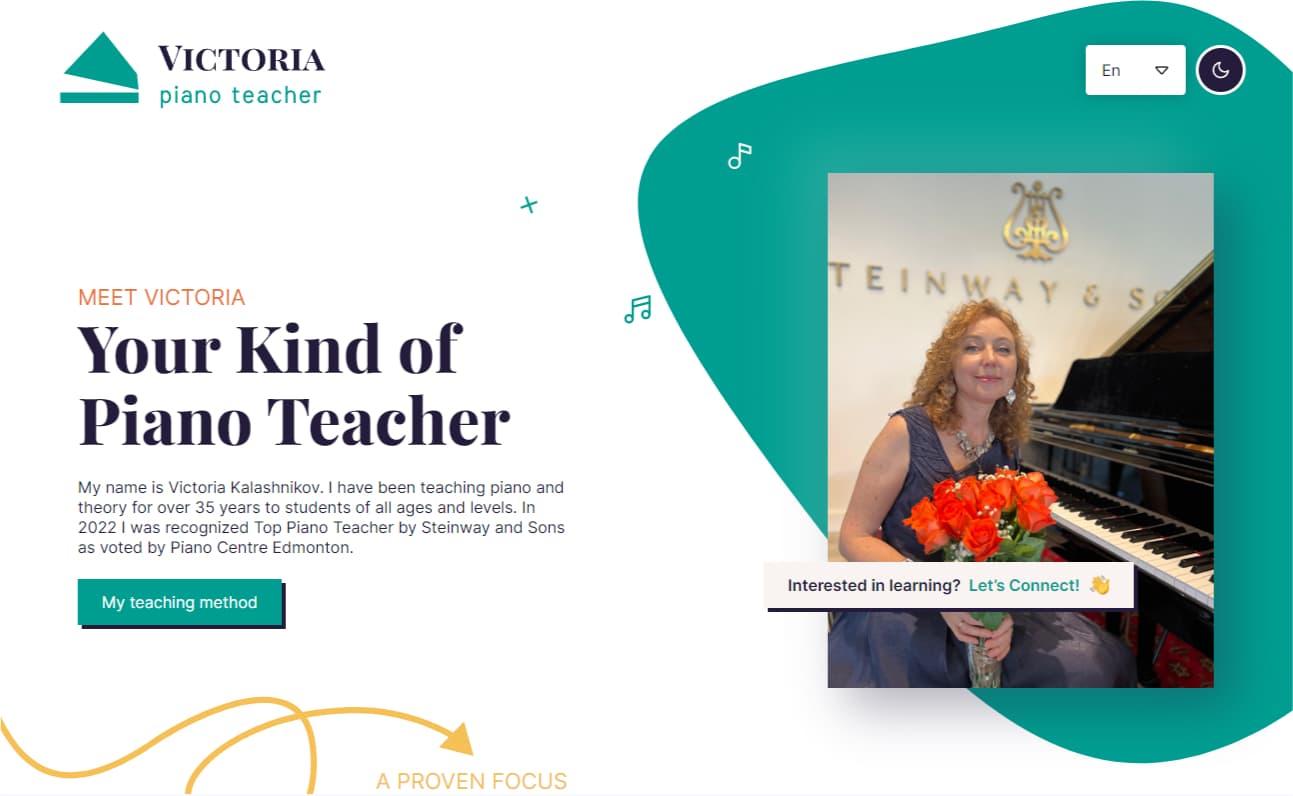 VICTORIA
piano teacher
En
MEET VICTORIA
Your Kind of
Piano Teacher
My name is Victoria Kalashnikov. I have been teaching piano and
theory for over 35 years to students of all ages and levels. In
2022 I was recognized Top Piano Teacher by Steinway and Sons
as voted by Piano Centre Edmonton.
My teaching method
TEINWAY & SO
Interested in learning? Let's Connect! 👋
A PROVEN FOCUS